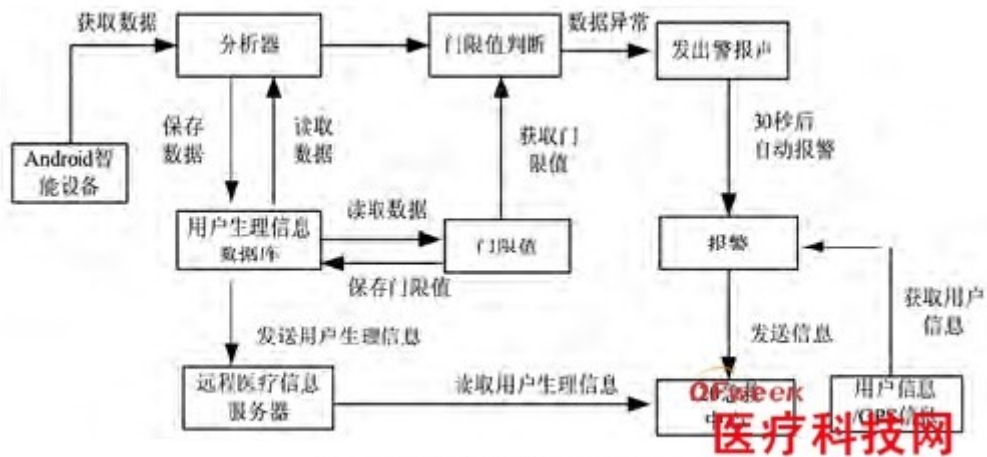 获取数据
分析器
门限值判断
数据异常
发出警报声
保存
数据
读取
数据
获取门
限值
30秒后
自动报警
Android智
能设备
用户生理信息
数据库
读取数据
门限值
保存门限值
报警
获取用户
信息
发送用户生理信息
发送信息
远程医疗信息
服务器
读取用户生理信息
OFweek
用户信息
/GPS信息
医疗科技网